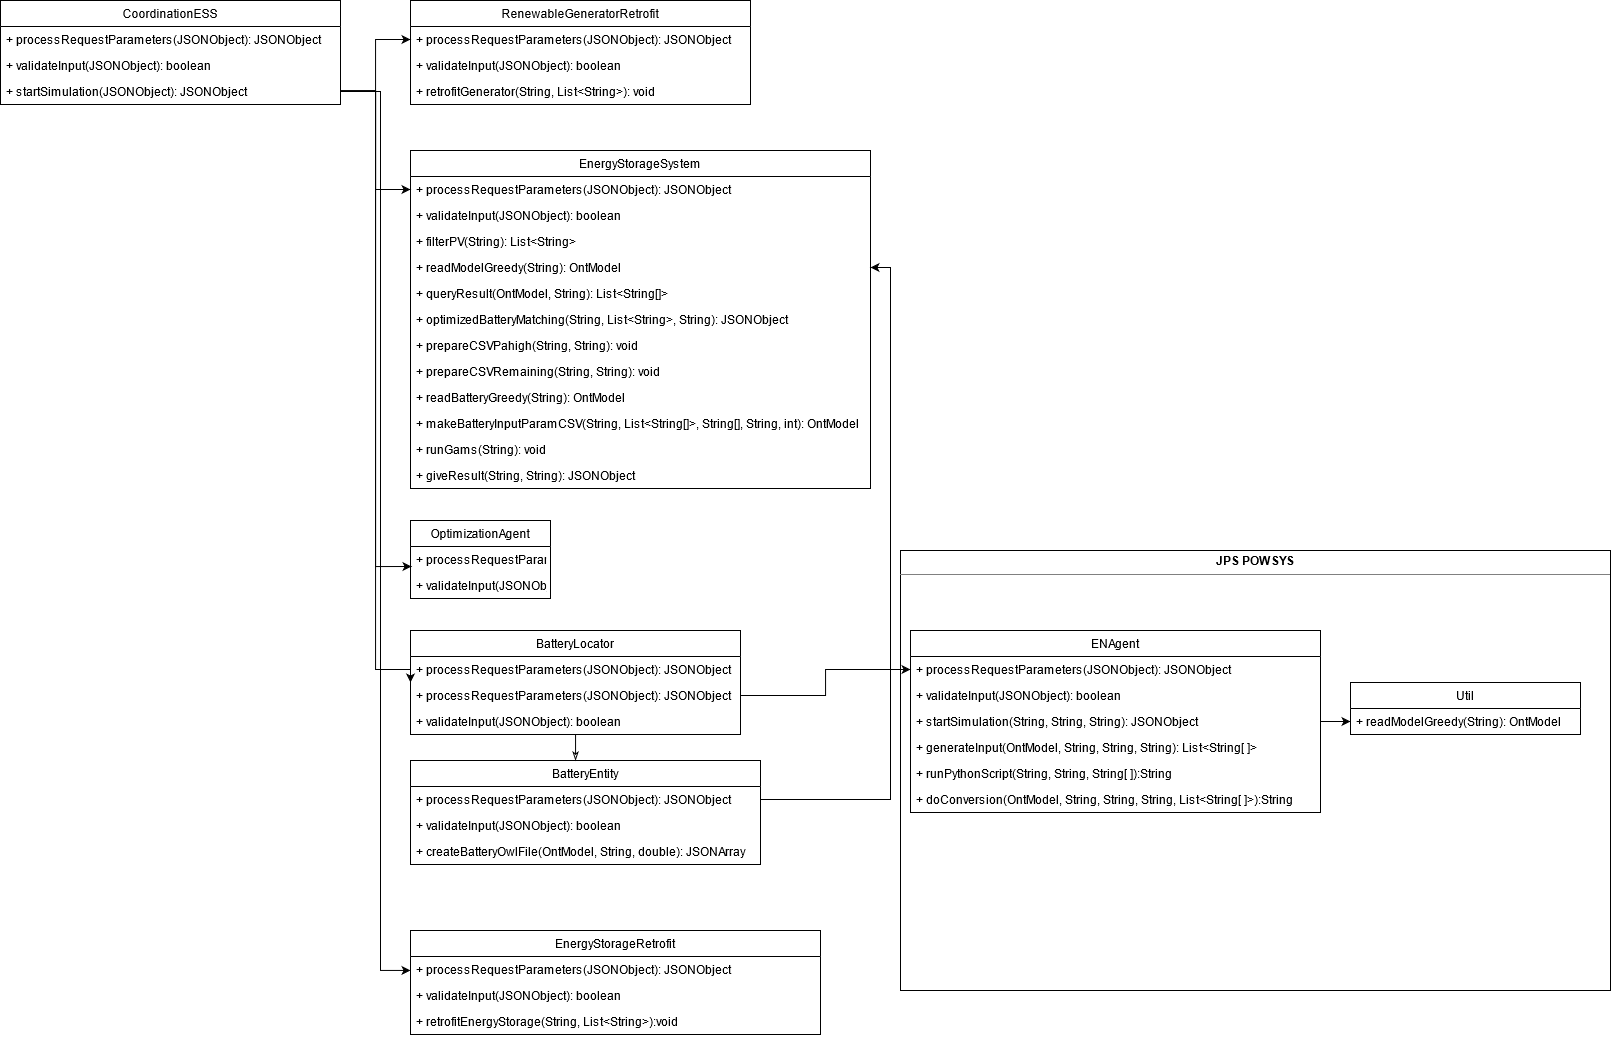 CoordinationESS
+ processRequestParameters(JSONObject): JSONObject
+ validateInput(JSONObject): boolean
+ startSimulation(JSONObject): JSONObject
RenewableGeneratorRetrofit
+ processRequestParameters(JSONObject): JSONObject
+ validateInput(JSONObject): boolean
+ retrofitGenerator(String, List<String>): void
EnergyStorageSystem
+ processRequestParameters(JSONObject): JSONObject
+ validateInput(JSONObject): boolean
+ filterPV(String): List<String>
+ readModelGreedy(String): OntModel
+ queryResult(OntModel, String): List<String[]>
+ optimizedBatteryMatching(String, List<String>, String): JSONObject
+ prepareCSVPahigh(String, String): void
+ prepareCSVRemaining(String, String): void
+ readBatteryGreedy(String): OntModel
+ makeBatteryInputParamCSV(String, List<String[]>, String[], String, int): OntModel
+ runGams(String): void
+ giveResult(String, String): JSONObject
OptimizationAgent
+ processRequestParar
+ validateInput(JSONOb
BatteryLocator
+ processRequestParameters(JSONObject): JSONObject
+ processRequestParameters(JSONObject): JSONObject
+ validateInput(JSONObject): boolean
BatteryEntity
+ processRequestParameters(JSONObject): JSONObject
+ validateInput(JSONObject): boolean
+ createBatteryOwlFile(OntModel, String, double): JSONArray
EnergyStorageRetrofit
+ processRequestParameters(JSONObject): JSONObject
+ validateInput(JSONObject): boolean
+ retrofitEnergyStorage(String, List<String>):void
JPS POWSYS
ENAgent
+ processRequestParameters(JSONObject): JSONObject
+ validateInput(JSONObject): boolean
+ startSimulation(String, String, String): JSONObject
+ generateInput(OntModel, String, String, String): List<String[ ]>
+ runPythonScript(String, String, String[ ]):String
+ doConversion(OntModel, String, String, String, List<String[ ]>):String
Util
+ readModelGreedy(String): OntModel